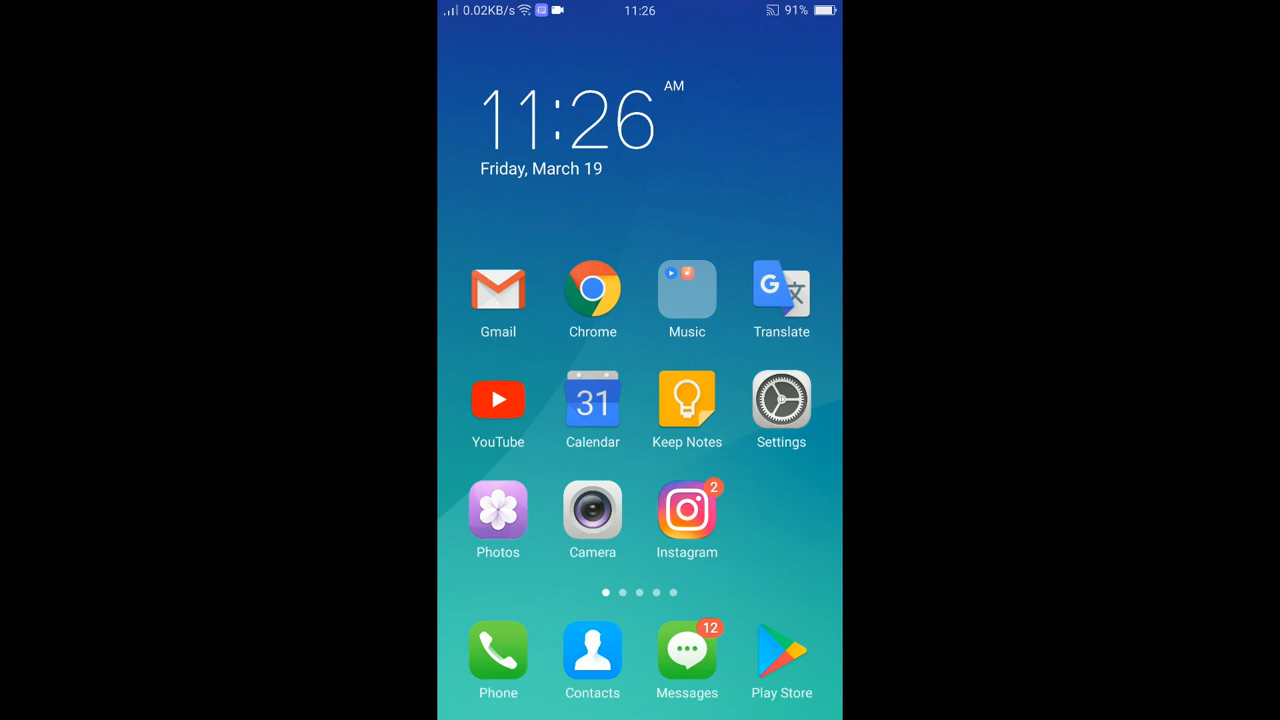 0.02KB/s 11:26 91%
AM
11:26
Friday, March 19
Gmail Chrome Music Translate
31
YouTube Calendar Keep Notes Settings
2
Photos Camera Instagram
12
Phone Contacts Messages Play Store